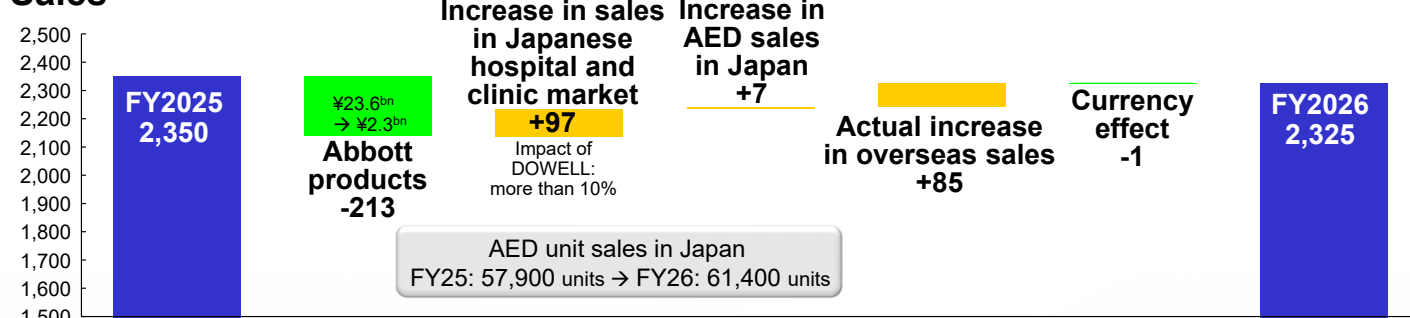 Sales
2,500
2,400
2,300
2,200
2,100
2,000
1,900
1,800
1,700
1,600
1,500
FY2025
2,350
¥23.6bn
→ ¥2.3bn
Abbott
products
-213
Increase in sales
in Japanese
hospital and
clinic market
+97
Impact of
DOWELL:
more than 10%
Increase in
AED sales
in Japan
+7
Actual increase
in overseas sales
+85
Currency
effect
-1
FY2026
2,325
AED unit sales in Japan
FY25: 57,900 units → FY26: 61,400 units